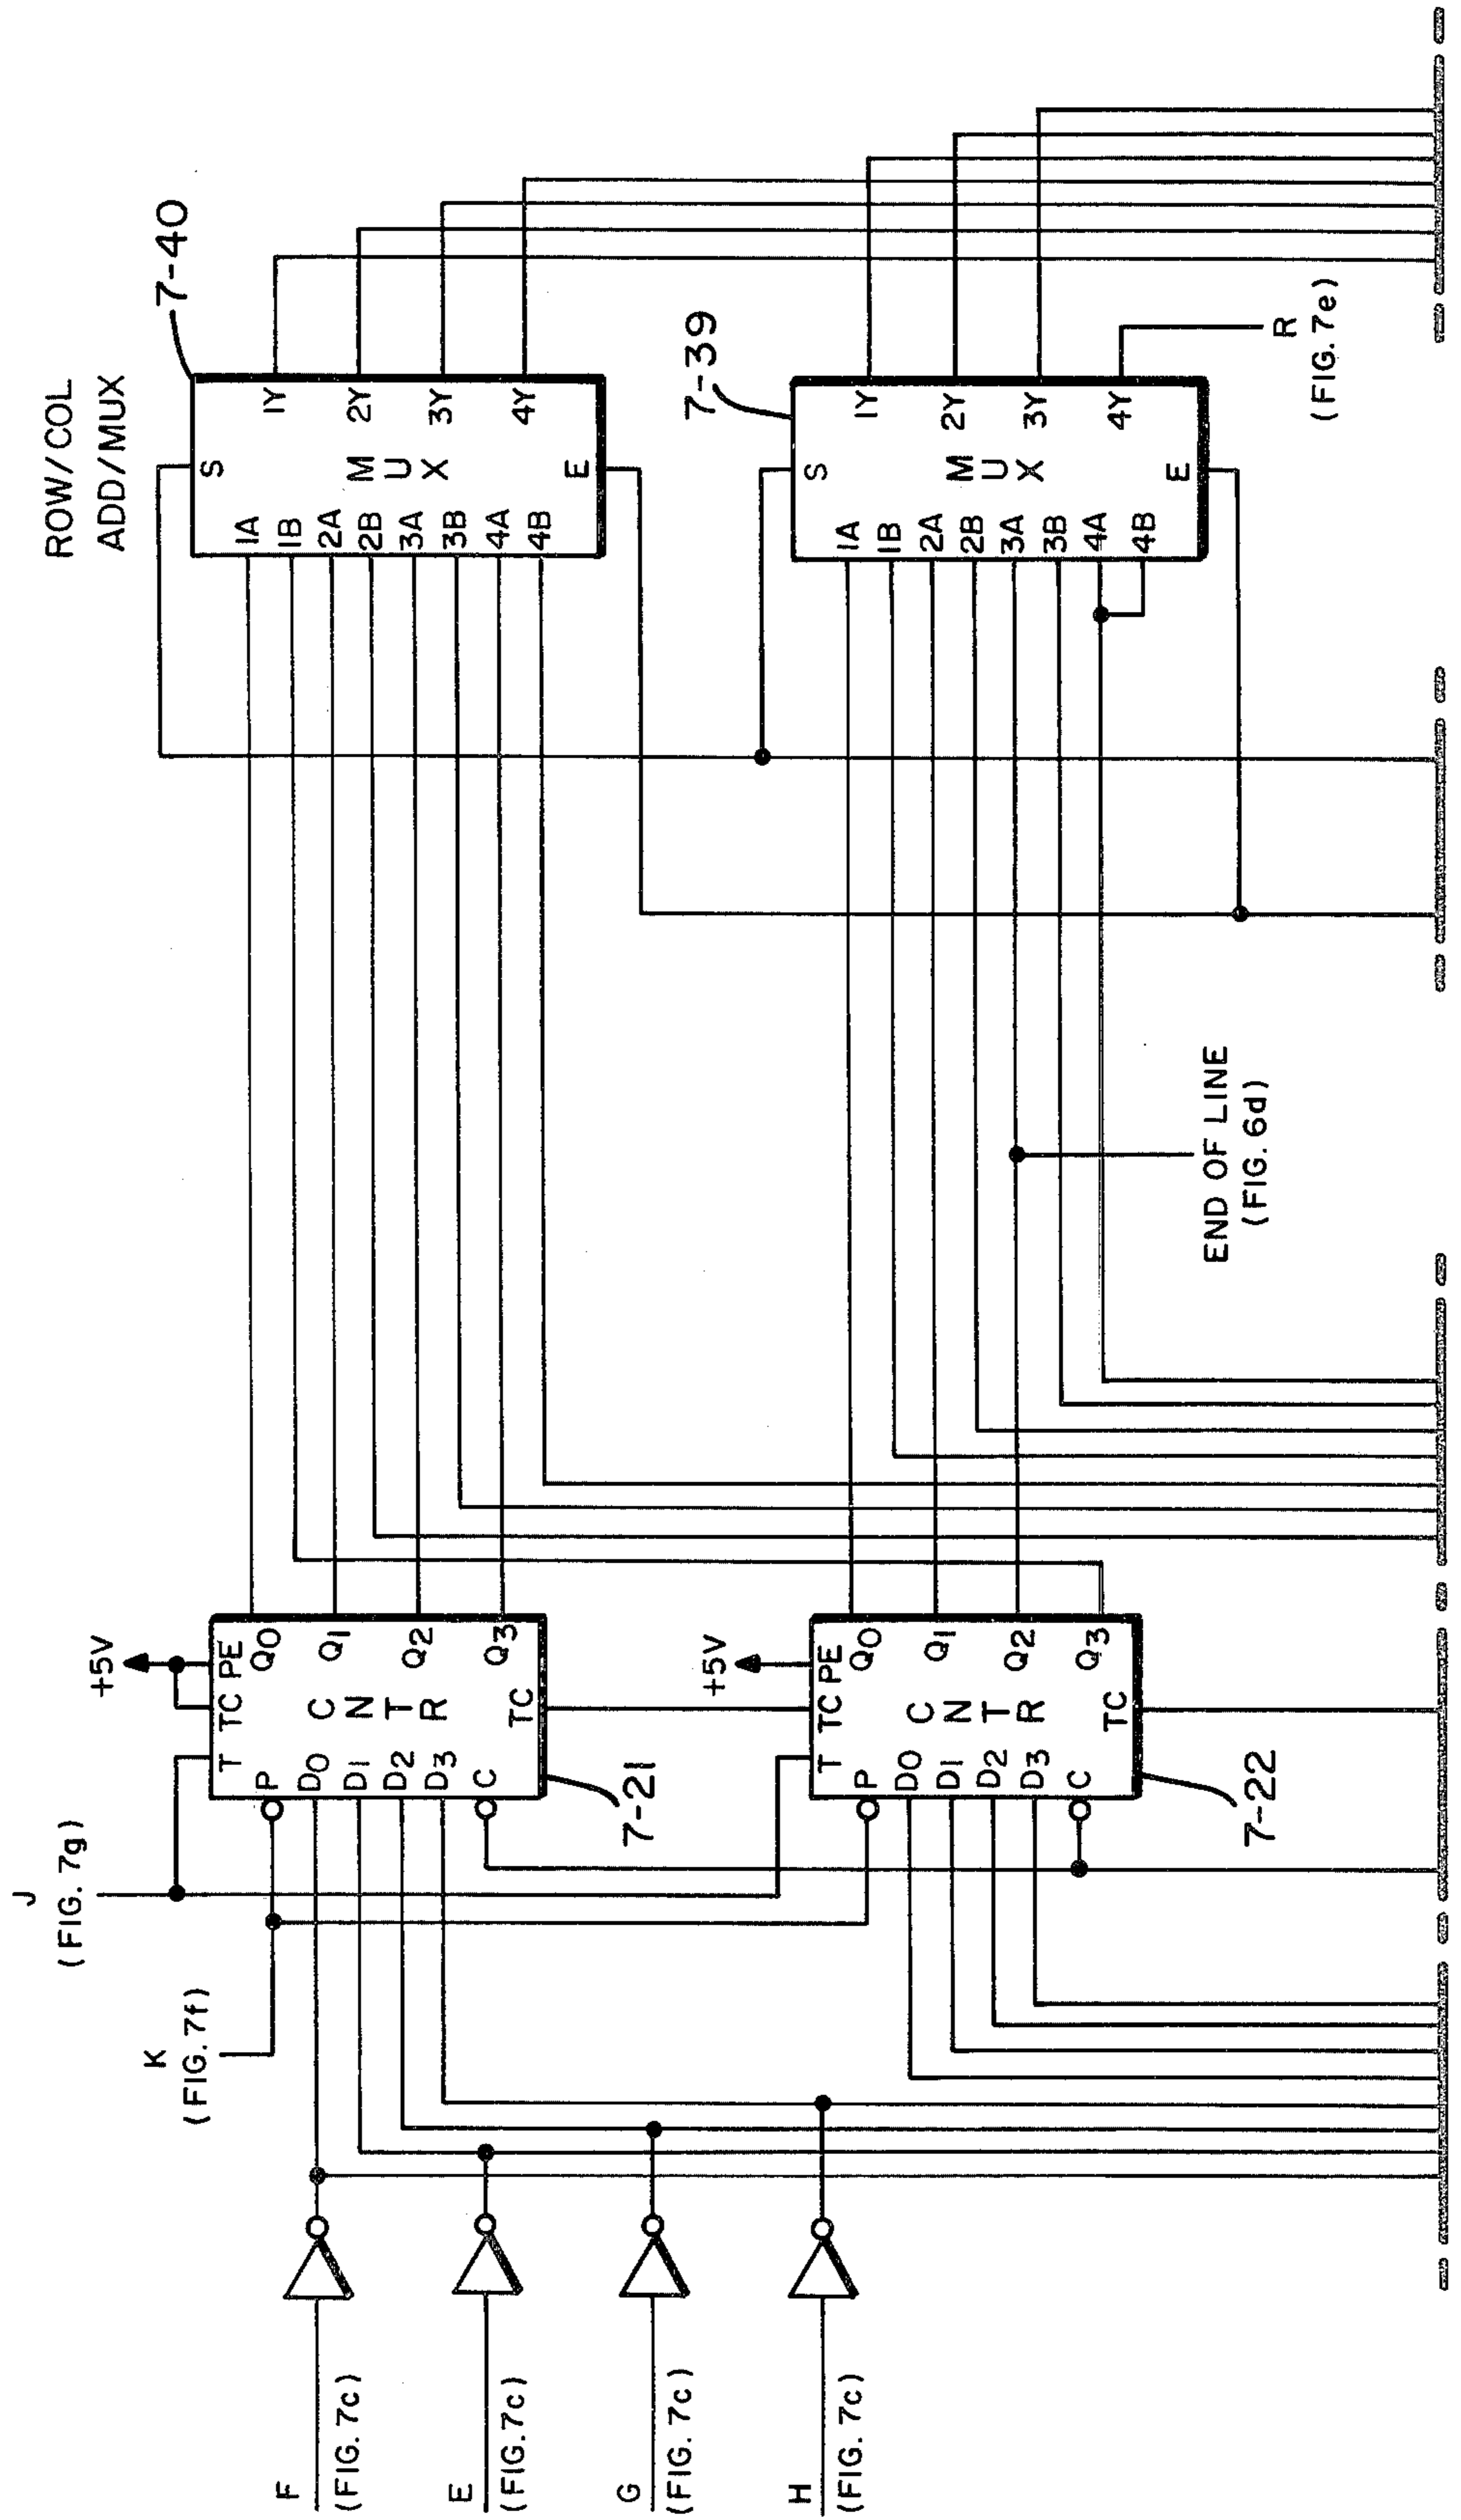 J
(FIG. 7g)
K
(FIG. 7f)
F
(FIG. 7c)
E
(FIG. 7c)
G
(FIG. 7c)
H
(FIG. 7c)
+5V
T TC PE
P
D0
D1
D2
D3
C
CNTR
Q0
Q1
Q2
Q3
TC
7-21
+5V
T TC PE
P
D0
D1
D2
D3
C
CNTR
Q0
Q1
Q2
Q3
TC
7-22
END OF LINE
(FIG. 6d)
ROW/COL
ADD/MUX
7-40
S
1A
1B
2A
2B
3A
3B
4A
4B
MUX
1Y
2Y
3Y
4Y
E
7-39
S
1A
1B
2A
2B
3A
3B
4A
4B
MUX
1Y
2Y
3Y
4Y
E
R
(FIG. 7e)